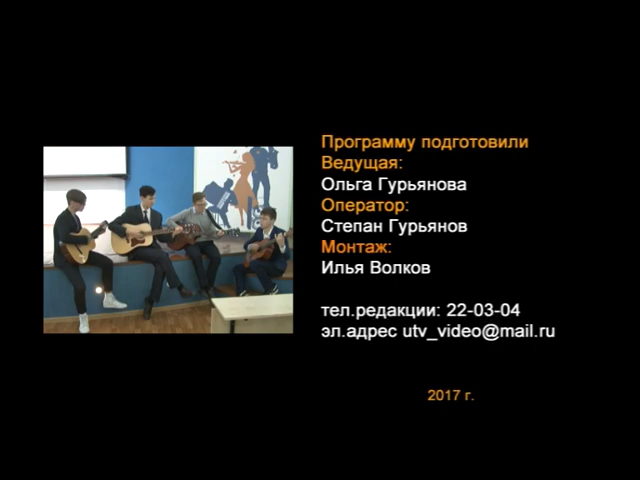 Программу подготовили
Ведущая:
Ольга Гурьянова
Оператор:
Степан Гурьянов
Монтаж:
Илья Волков
тел.редакции: 22-03-04
эл.адрес utv_video@mail.ru
2017 г.